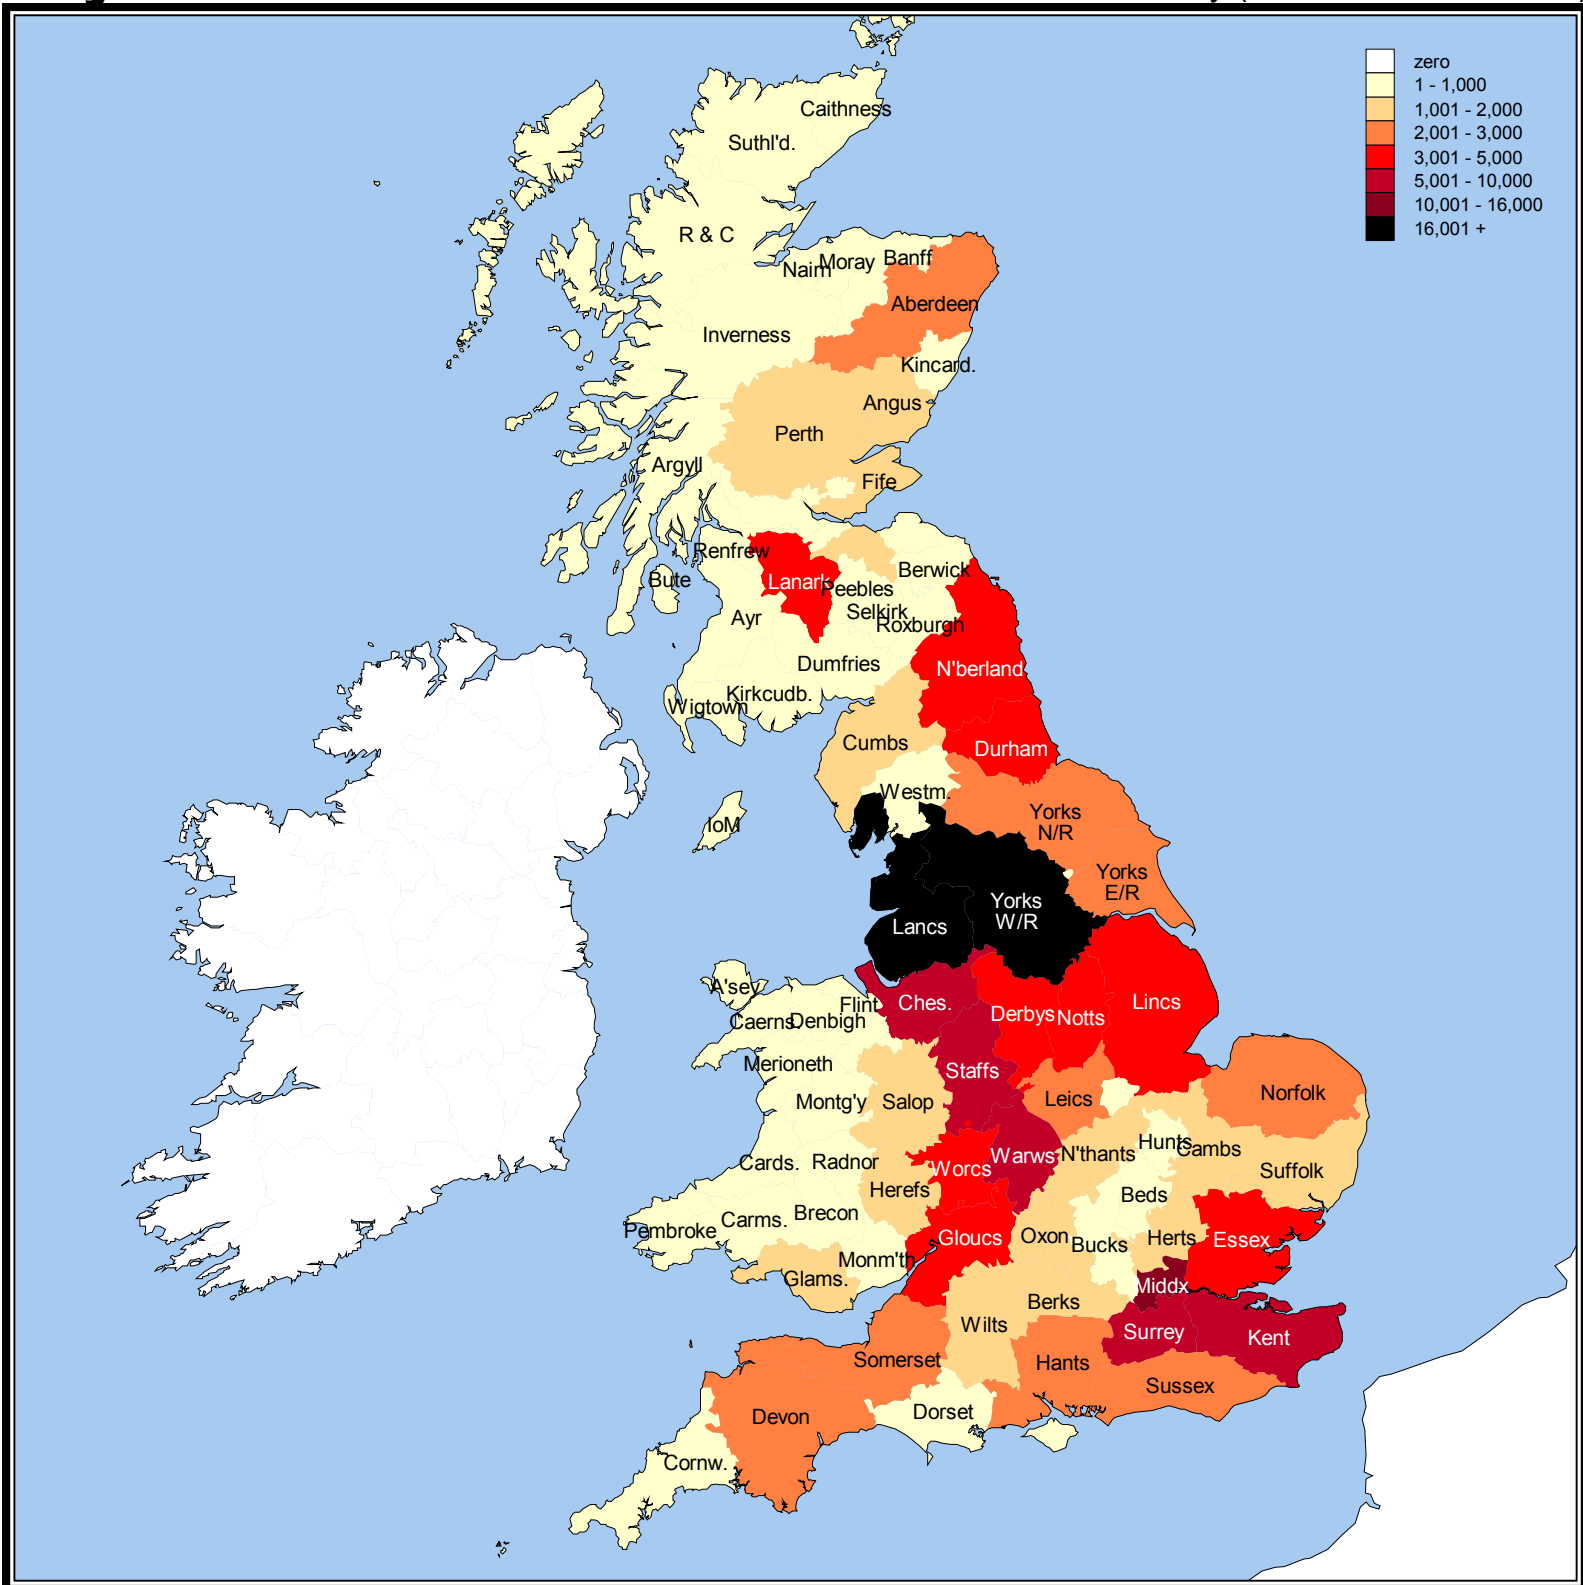 zero
1 - 1,000
1,001 - 2,000
2,001 - 3,000
3,001 - 5,000
5,001 - 10,000
10,001 - 16,000
16,001 +
Caithness
Suthl'd.
R & C
Nairn
Moray
Banff
Aberdeen
Inverness
Kincard.
Angus
Perth
Argyll
Fife
Renfrew
Lanark
Bute
Berwick
Peebles
Selkirk
Ayr
Roxburgh
Dumfries
N'berland
Kirkcudb.
Wigtown
Cumbs
Durham
Westm.
IoM
Yorks
N/R
Yorks
E/R
Yorks
W/R
Lancs
A'sey
Flint
Ches.
Derbys
Notts
Lincs
Caerns.
Denbigh
Merioneth
Staffs
Montg'y
Salop
Leics
Norfolk
Cards.
Radnor
Worcs
Warws
N'thants
Hunts
Cambs
Suffolk
Herefs
Beds
Pembroke
Carms.
Brecon
Gloucs
Oxon
Bucks
Herts
Essex
Monm'th
Glams.
Middx
Berks
Wilts
Surrey
Kent
Somerset
Hants
Sussex
Devon
Dorset
Cornw.